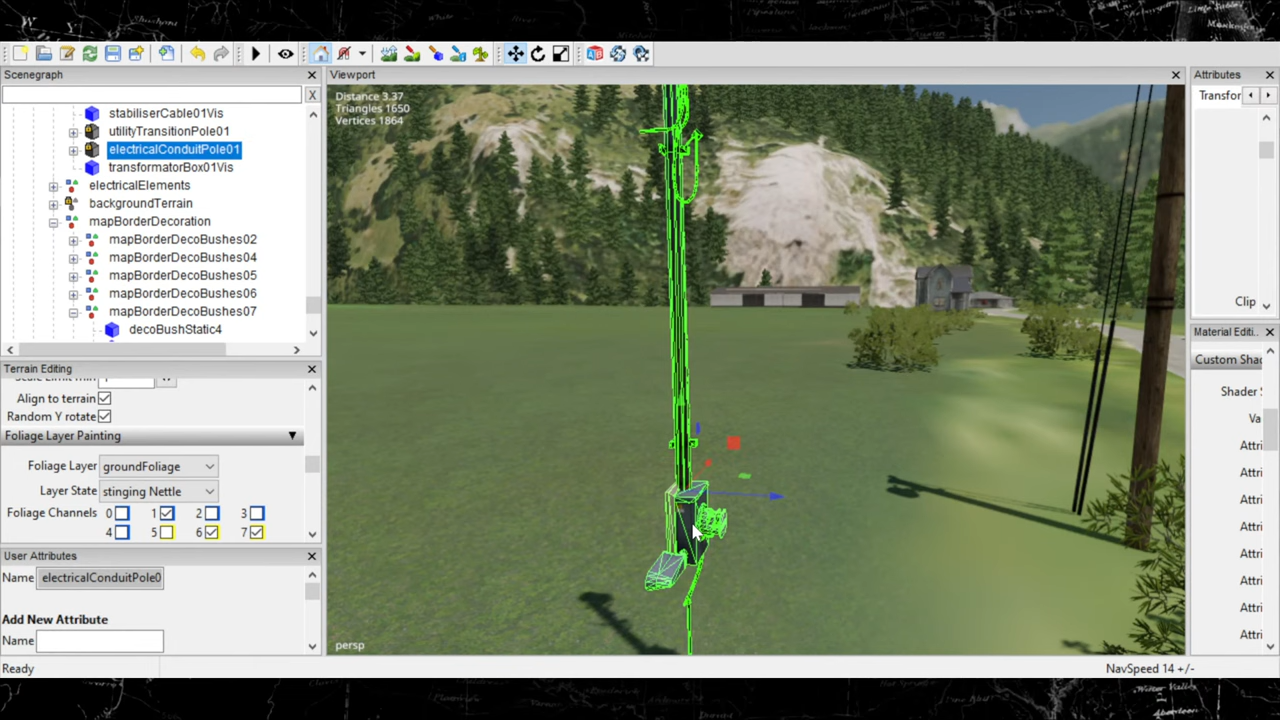 Scenegraph
X
Viewport
X
Attributes
X
X
Distance 3.37
Triangles 1650
Vertices 1864
Transfor
stabiliserCable01Vis
utilityTransitionPole01
electricalConduitPole01
transformatorBox01Vis
electricalElements
backgroundTerrain
mapBorderDecoration
mapBorderDecoBushes02
mapBorderDecoBushes04
mapBorderDecoBushes05
mapBorderDecoBushes06
mapBorderDecoBushes07
decoBushStatic4
Clip
Material Editi..
Custom Shac
Shader S
Va
Attri
Attri
Attri
Attri
Attri
Attri
Attri
Attri
Terrain Editing
Align to terrain
Random Y rotate
Foliage Layer Painting
Foliage Layer groundFoliage
Layer State stinging Nettle
Foliage Channels 0 1 2 3
4 5 6 7
User Attributes
Name electricalConduitPole0
Add New Attribute
Name
persp
Ready
NavSpeed 14 +/-